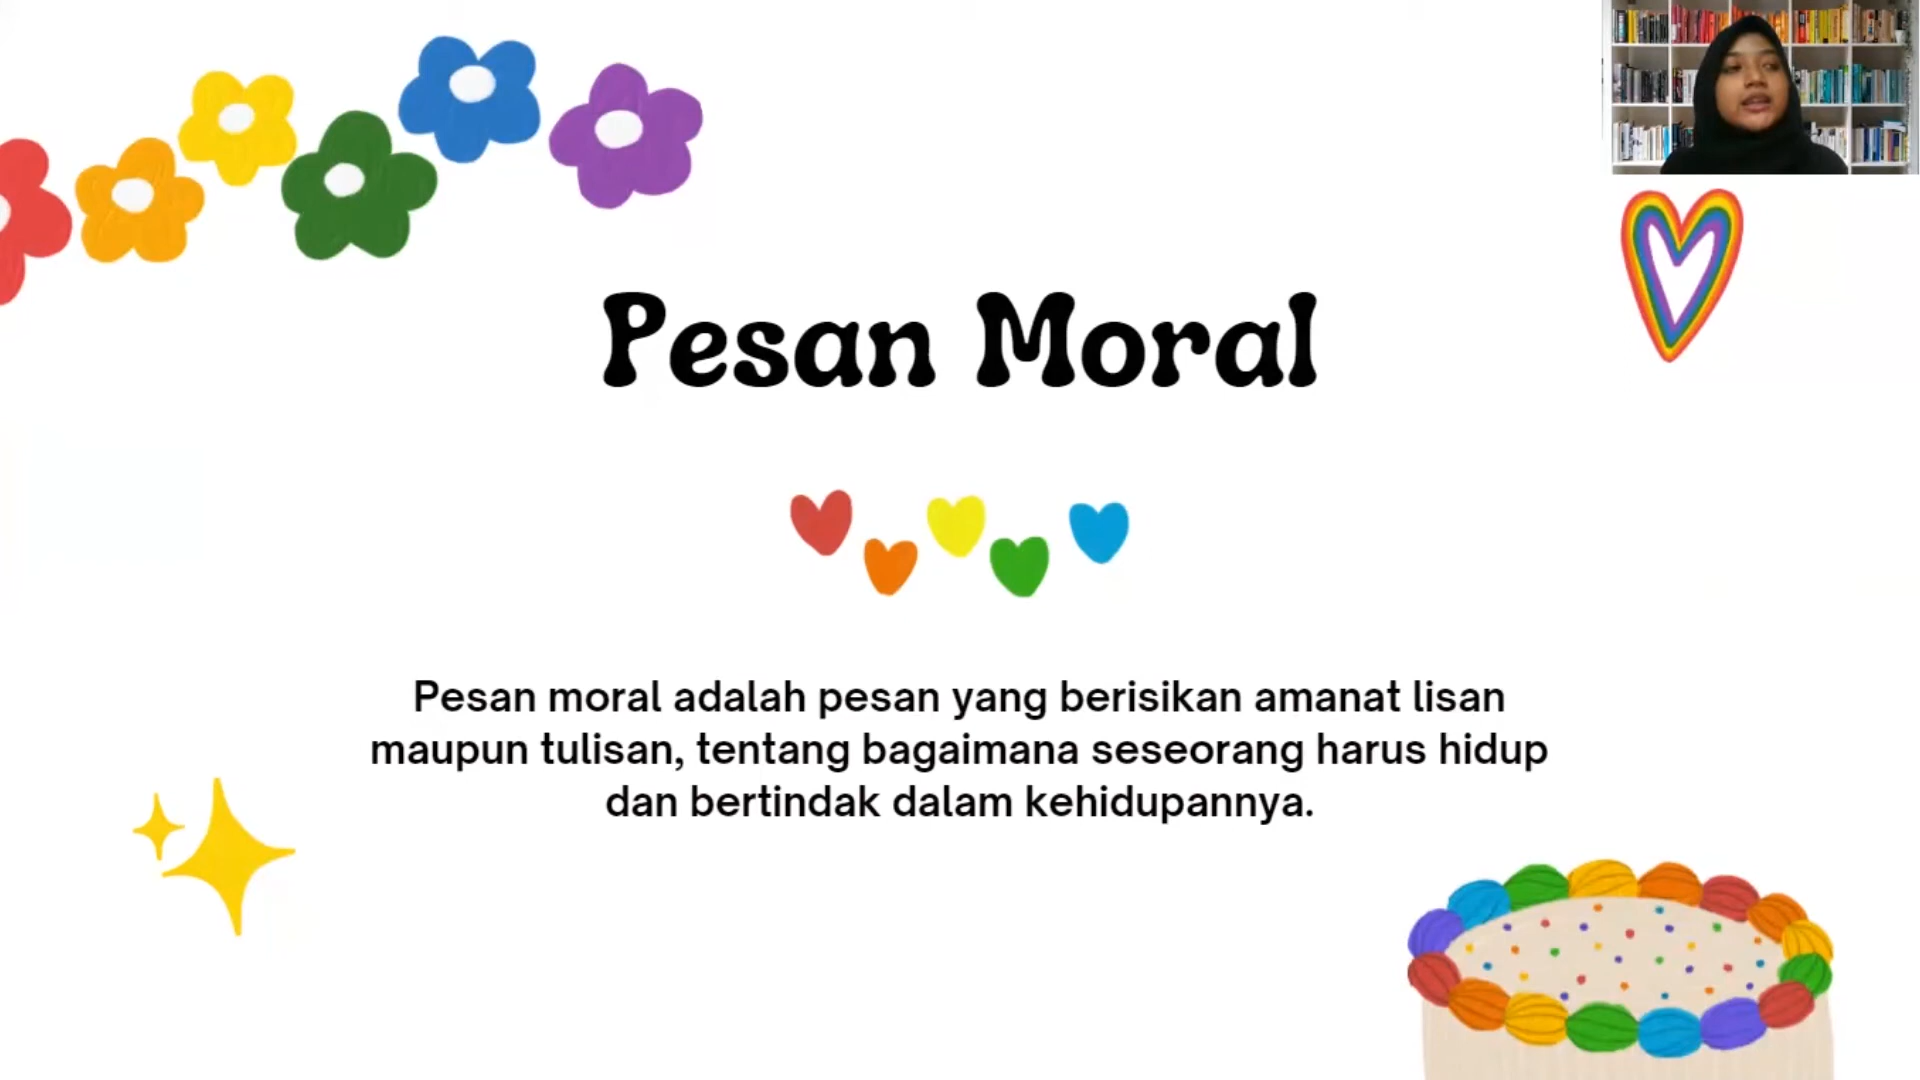 Pesan Moral
Pesan moral adalah pesan yang berisikan amanat lisan
maupun tulisan, tentang bagaimana seseorang harus hidup
dan bertindak dalam kehidupannya.